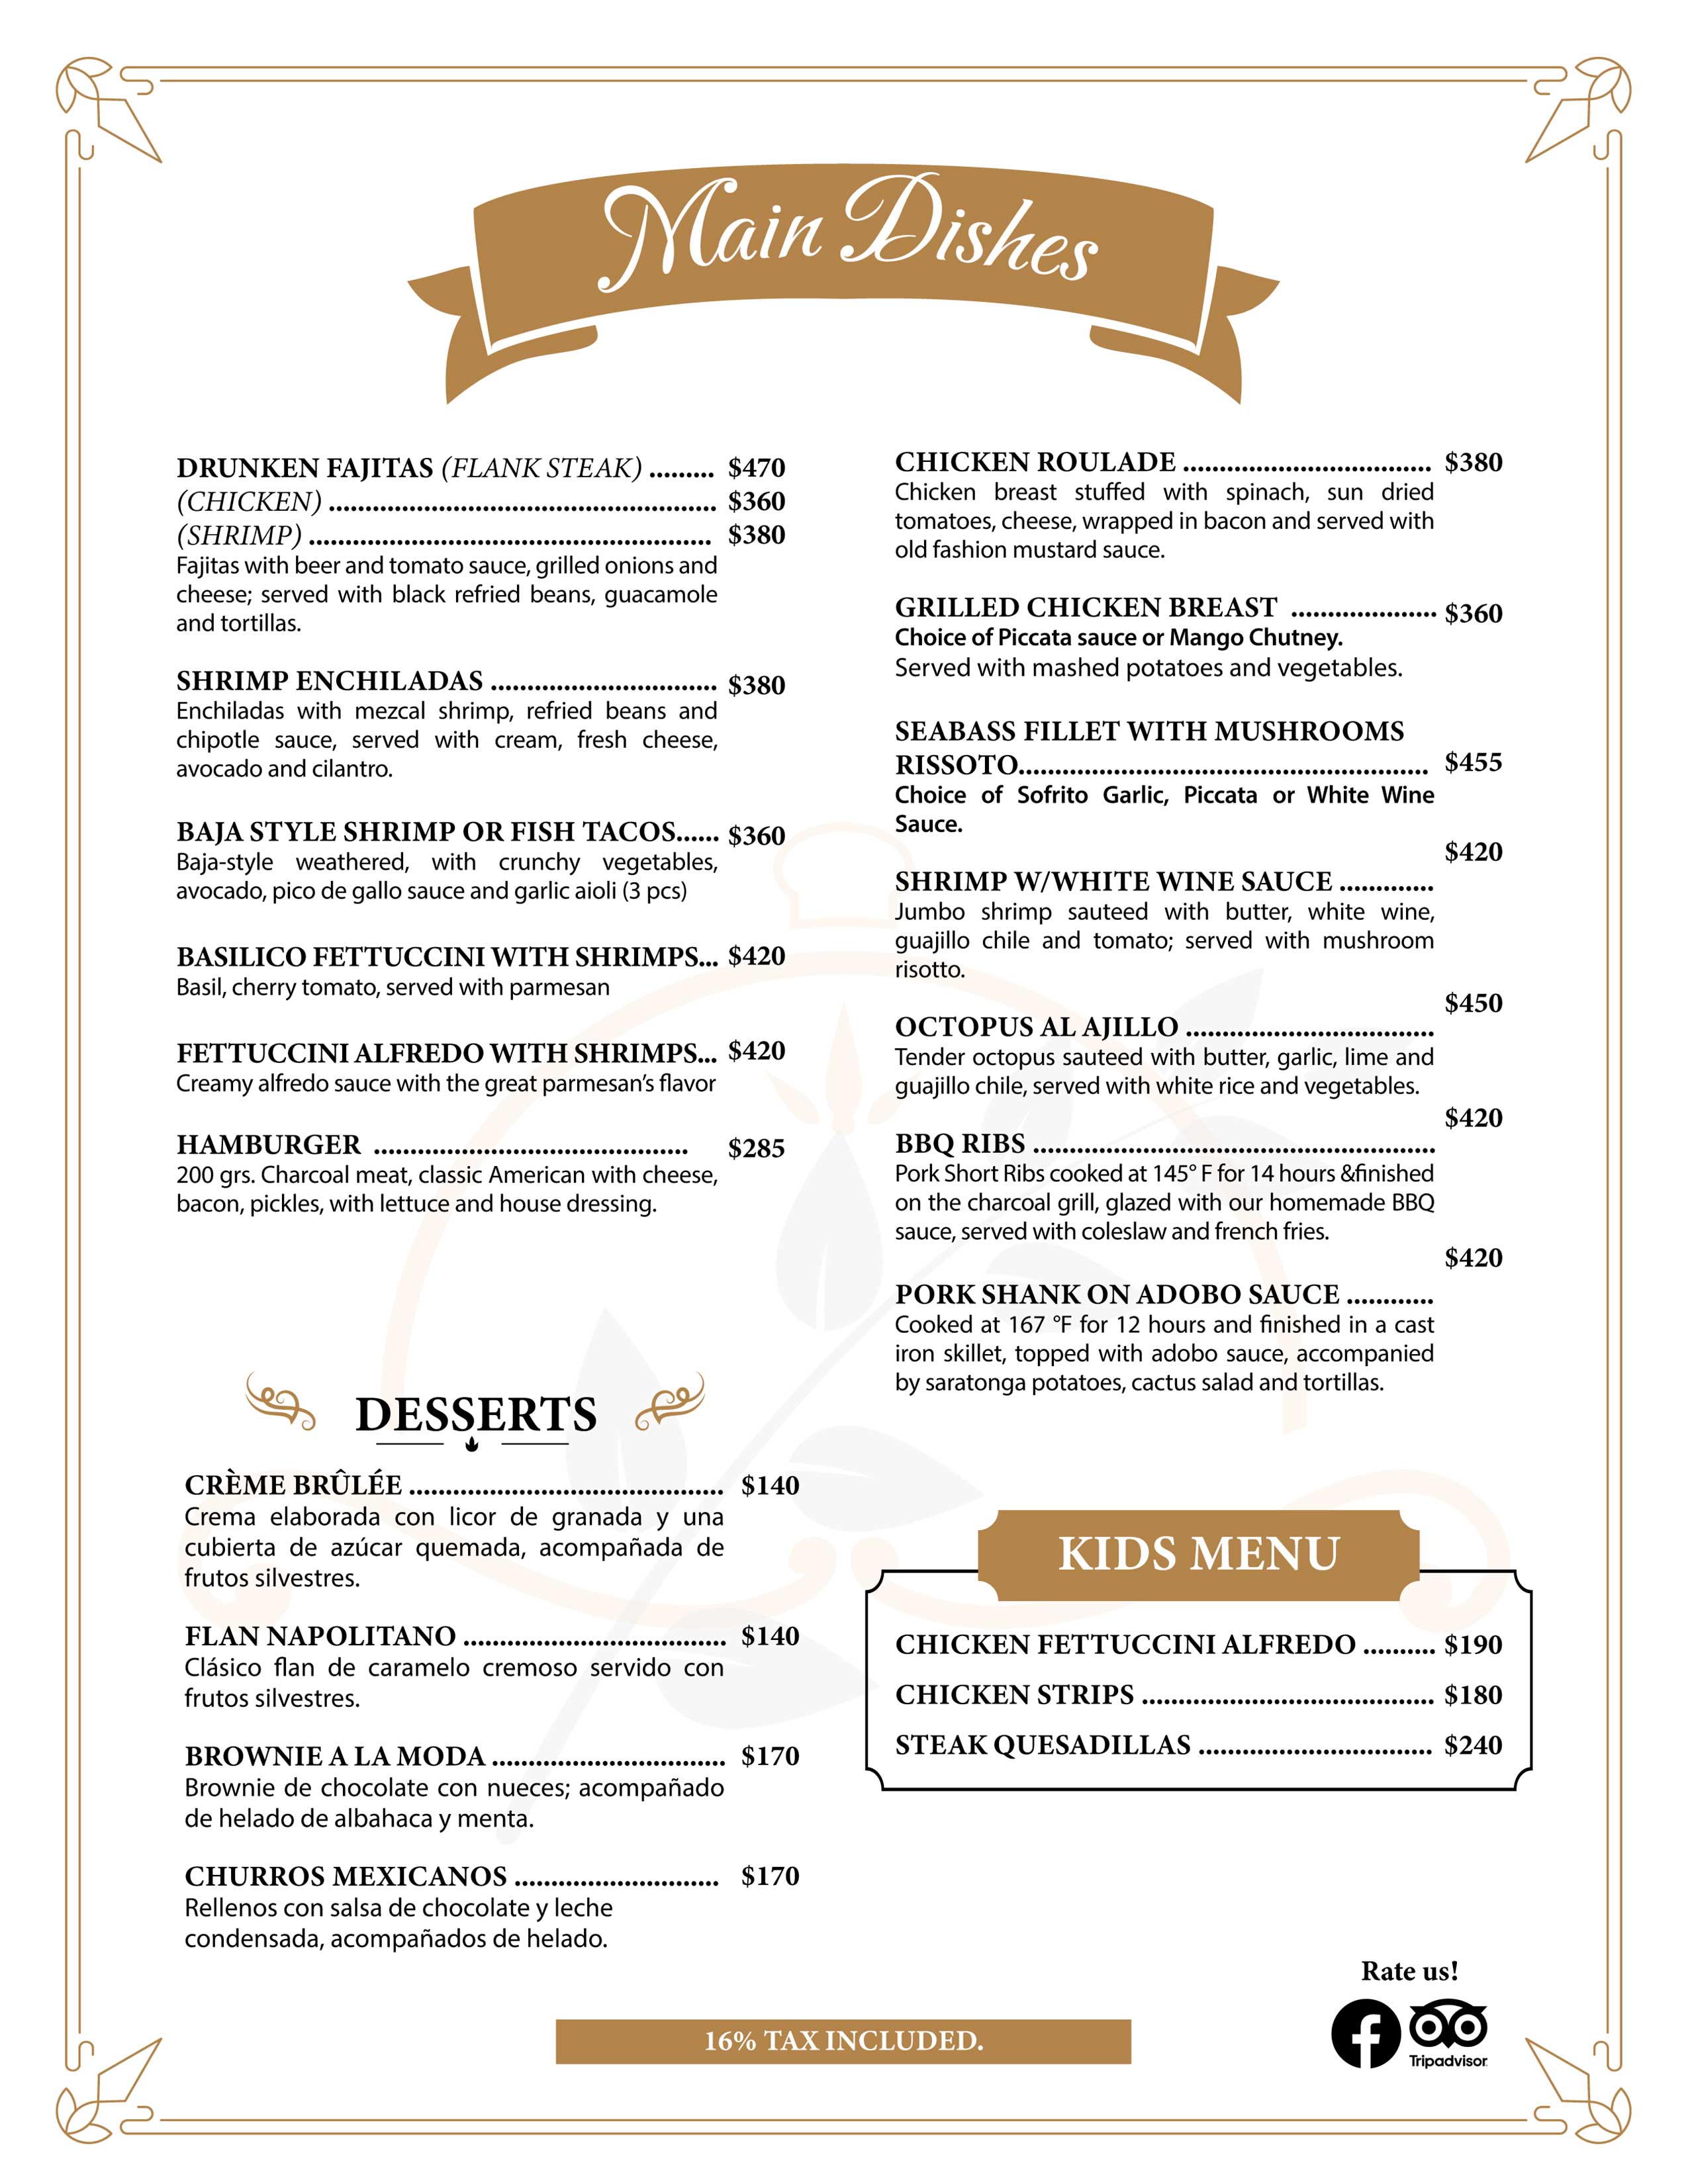 Main Dishes
DRUNKEN FAJITAS (FLANK STEAK) ......... $470
(CHICKEN) ..................................................... $360
(SHRIMP) ....................................................... $380
Fajitas with beer and tomato sauce, grilled onions and
cheese; served with black refried beans, guacamole
and tortillas.
SHRIMP ENCHILADAS ............................... $380
Enchiladas with mezcal shrimp, refried beans and
chipotle sauce, served with cream, fresh cheese,
avocado and cilantro.
BAJA STYLE SHRIMP OR FISH TACOS...... $360
Baja-style weathered, with crunchy vegetables,
avocado, pico de gallo sauce and garlic aioli (3 pcs)
BASILICO FETTUCCINI WITH SHRIMPS... $420
Basil, cherry tomato, served with parmesan
FETTUCCINI ALFREDO WITH SHRIMPS... $420
Creamy alfredo sauce with the great parmesan's flavor
HAMBURGER ........................................... $285
200 grs. Charcoal meat, classic American with cheese,
bacon, pickles, with lettuce and house dressing.
DESSERTS
CRÈME BRÛLÉE ........................................... $140
Crema elaborada con licor de granada y una
cubierta de azúcar quemada, acompañada de
frutos silvestres.
FLAN NAPOLITANO .................................... $140
Clásico flan de caramelo cremoso servido con
frutos silvestres.
BROWNIE A LA MODA ................................ $170
Brownie de chocolate con nueces; acompañado
de helado de albahaca y menta.
CHURROS MEXICANOS ............................ $170
Rellenos con salsa de chocolate y leche
condensada, acompañados de helado.
CHICKEN ROULADE .................................. $380
Chicken breast stuffed with spinach, sun dried
tomatoes, cheese, wrapped in bacon and served with
old fashion mustard sauce.
GRILLED CHICKEN BREAST .................... $360
Choice of Piccata sauce or Mango Chutney.
Served with mashed potatoes and vegetables.
SEABASS FILLET WITH MUSHROOMS
RISSOTO........................................................ $455
Choice of Sofrito Garlic, Piccata or White Wine
Sauce.
$420
SHRIMP W/WHITE WINE SAUCE .............
Jumbo shrimp sauteed with butter, white wine,
guajillo chile and tomato; served with mushroom
risotto.
$450
OCTOPUS AL AJILLO ..................................
Tender octopus sauteed with butter, garlic, lime and
guajillo chile, served with white rice and vegetables.
$420
BBQ RIBS .......................................................
Pork Short Ribs cooked at 145° F for 14 hours &finished
on the charcoal grill, glazed with our homemade BBQ
sauce, served with coleslaw and french fries.
$420
PORK SHANK ON ADOBO SAUCE ............
Cooked at 167 °F for 12 hours and finished in a cast
iron skillet, topped with adobo sauce, accompanied
by saratonga potatoes, cactus salad and tortillas.
KIDS MENU
CHICKEN FETTUCCINI ALFREDO .......... $190
CHICKEN STRIPS ........................................ $180
STEAK QUESADILLAS ................................ $240
Rate us!
Tripadvisor
16% TAX INCLUDED.